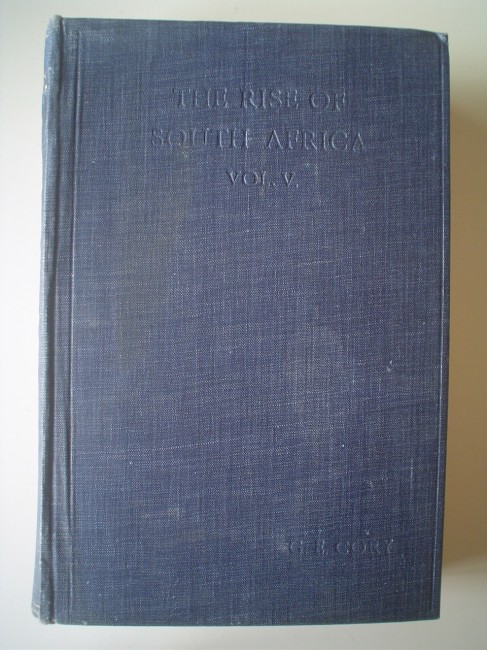 THE RISE OF
SOUTH AFRICA
VOL. V.
G. E. CORY